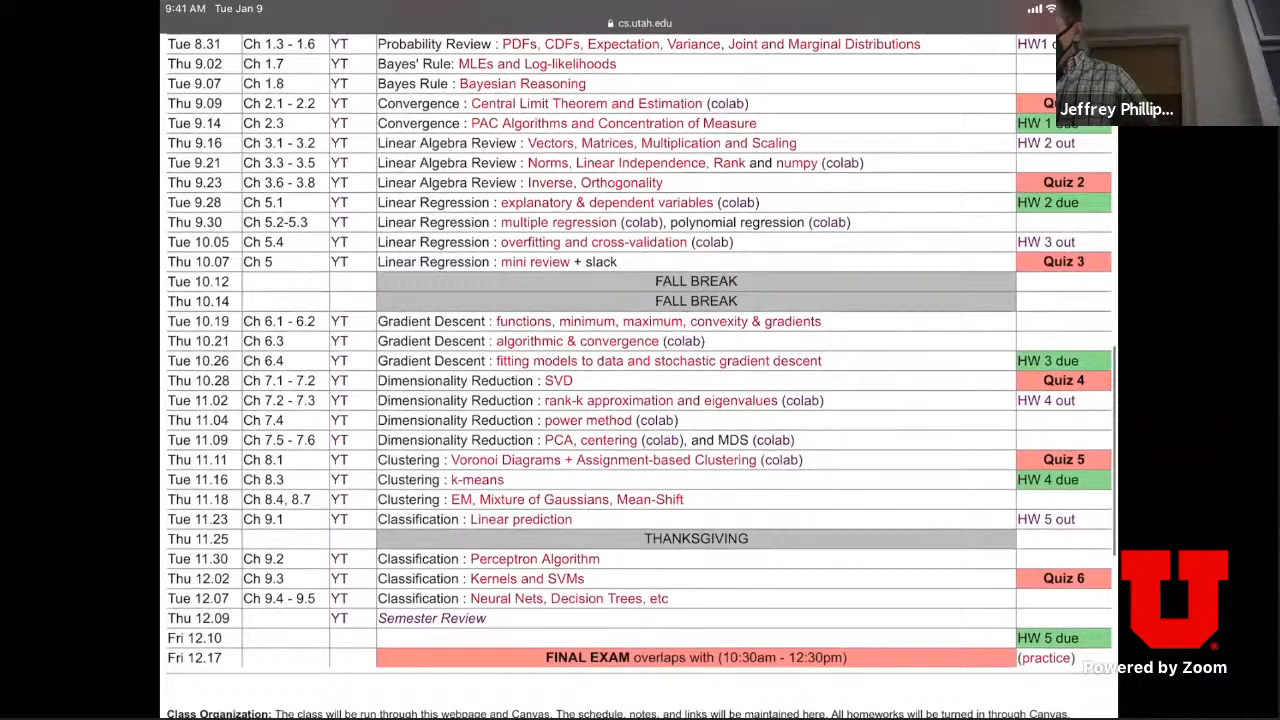 9:41 AM Tue Jan 9
cs.utah.edu
Tue 8.31 Ch 1.3 - 1.6 YT Probability Review : PDFs, CDFs, Expectation, Variance, Joint and Marginal Distributions HW1
Thu 9.02 Ch 1.7 YT Bayes' Rule: MLEs and Log-likelihoods
Tue 9.07 Ch 1.8 YT Bayes Rule : Bayesian Reasoning
Thu 9.09 Ch 2.1 - 2.2 YT Convergence : Central Limit Theorem and Estimation (colab)
Jeffrey Phillip...
Tue 9.14 Ch 2.3 YT Convergence : PAC Algorithms and Concentration of Measure HW 1 due
Thu 9.16 Ch 3.1 - 3.2 YT Linear Algebra Review : Vectors, Matrices, Multiplication and Scaling HW 2 out
Tue 9.21 Ch 3.3 - 3.5 YT Linear Algebra Review : Norms, Linear Independence, Rank and numpy (colab)
Thu 9.23 Ch 3.6 - 3.8 YT Linear Algebra Review : Inverse, Orthogonality Quiz 2
Tue 9.28 Ch 5.1 YT Linear Regression : explanatory & dependent variables (colab) HW 2 due
Thu 9.30 Ch 5.2-5.3 YT Linear Regression : multiple regression (colab), polynomial regression (colab)
Tue 10.05 Ch 5.4 YT Linear Regression : overfitting and cross-validation (colab) HW 3 out
Thu 10.07 Ch 5 YT Linear Regression : mini review + slack Quiz 3
Tue 10.12 FALL BREAK
Thu 10.14 FALL BREAK
Tue 10.19 Ch 6.1 - 6.2 YT Gradient Descent : functions, minimum, maximum, convexity & gradients
Thu 10.21 Ch 6.3 YT Gradient Descent : algorithmic & convergence (colab)
Tue 10.26 Ch 6.4 YT Gradient Descent : fitting models to data and stochastic gradient descent HW 3 due
Thu 10.28 Ch 7.1 - 7.2 YT Dimensionality Reduction : SVD Quiz 4
Tue 11.02 Ch 7.2 - 7.3 YT Dimensionality Reduction : rank-k approximation and eigenvalues (colab) HW 4 out
Thu 11.04 Ch 7.4 YT Dimensionality Reduction : power method (colab)
Tue 11.09 Ch 7.5 - 7.6 YT Dimensionality Reduction : PCA, centering (colab), and MDS (colab)
Thu 11.11 Ch 8.1 YT Clustering : Voronoi Diagrams + Assignment-based Clustering (colab) Quiz 5
Tue 11.16 Ch 8.3 YT Clustering : k-means HW 4 due
Thu 11.18 Ch 8.4, 8.7 YT Clustering : EM, Mixture of Gaussians, Mean-Shift
Tue 11.23 Ch 9.1 YT Classification : Linear prediction HW 5 out
Thu 11.25 THANKSGIVING
Tue 11.30 Ch 9.2 YT Classification : Perceptron Algorithm
Thu 12.02 Ch 9.3 YT Classification : Kernels and SVMs Quiz 6
Tue 12.07 Ch 9.4 - 9.5 YT Classification : Neural Nets, Decision Trees, etc
Thu 12.09 YT Semester Review
Fri 12.10 HW 5 due
Fri 12.17 FINAL EXAM overlaps with (10:30am - 12:30pm) (practice)
U
Powered by Zoom
Class Organization: The class will be run through this webpage and Canvas. The schedule, notes, and links will be maintained here. All homeworks will be turned in through Canvas.